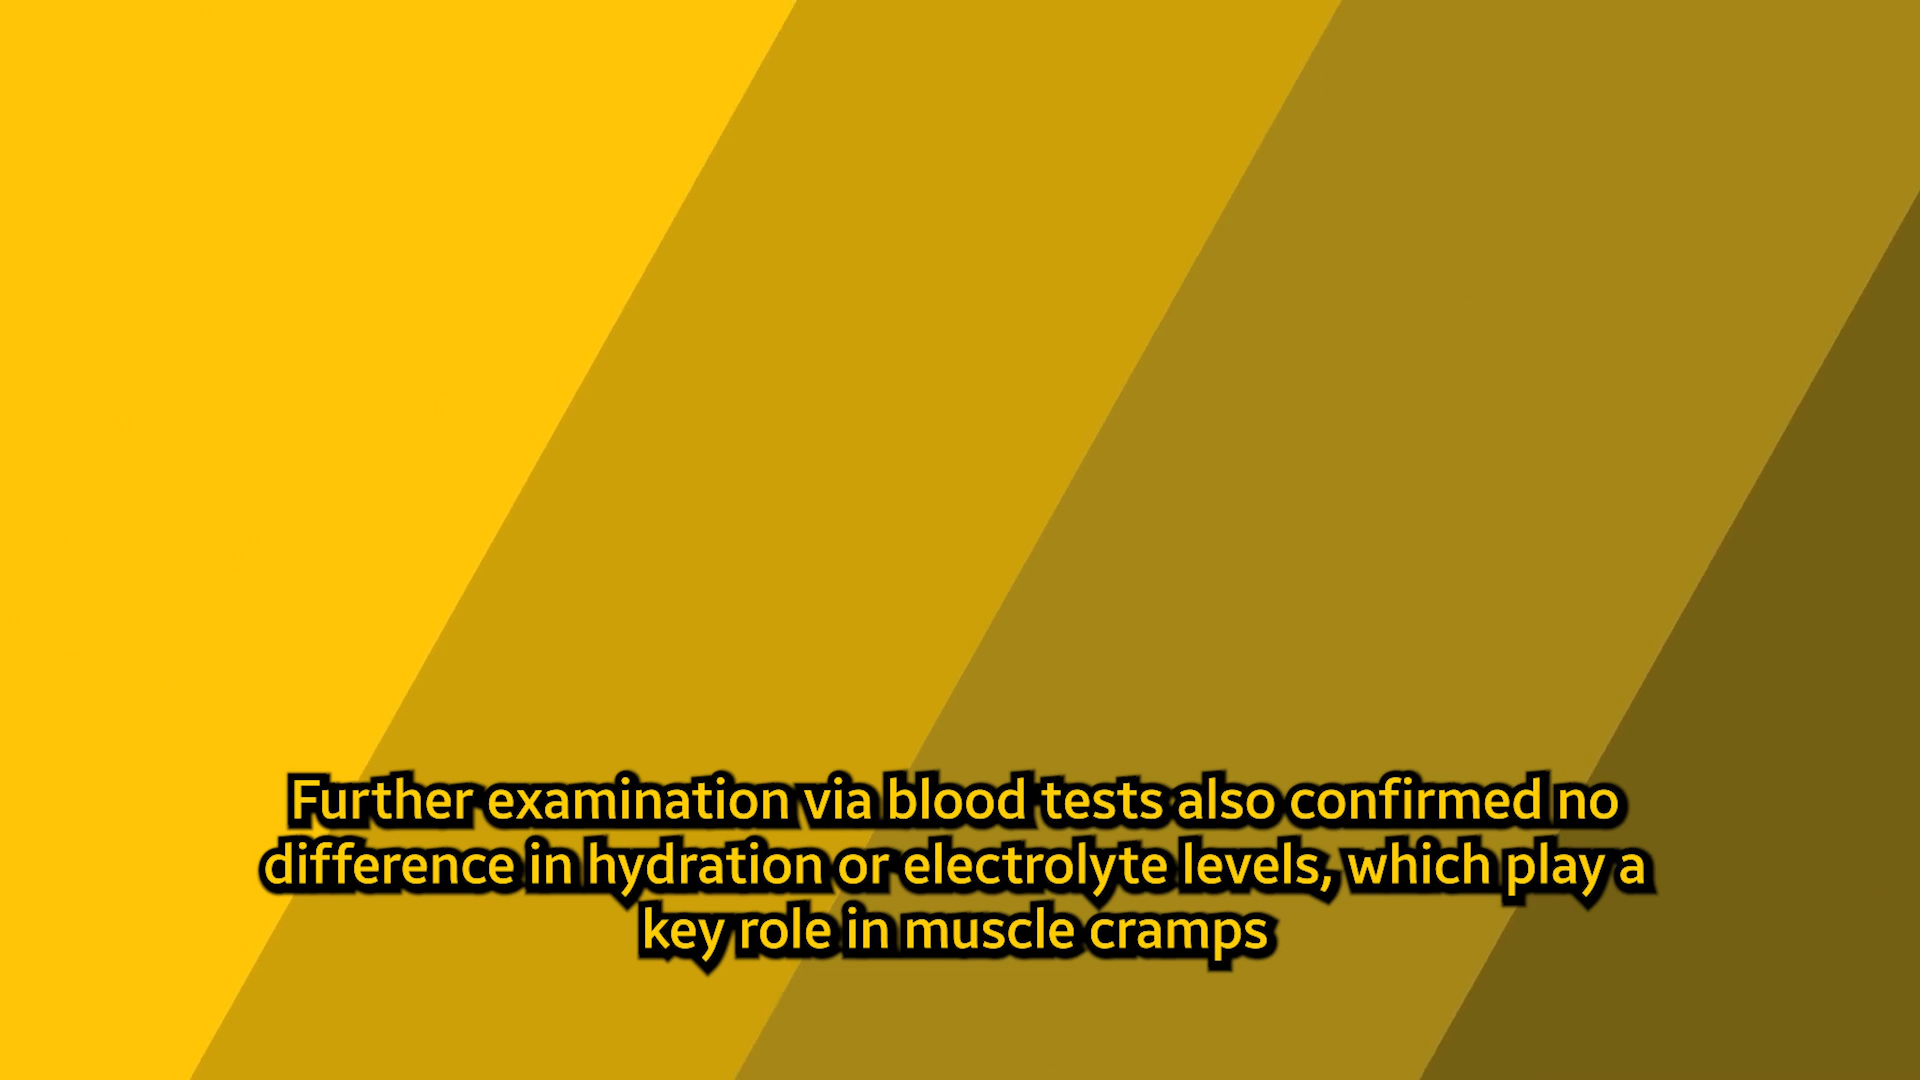 Further examination via blood tests also confirmed no
difference in hydration or electrolyte levels, which play a
key role in muscle cramps